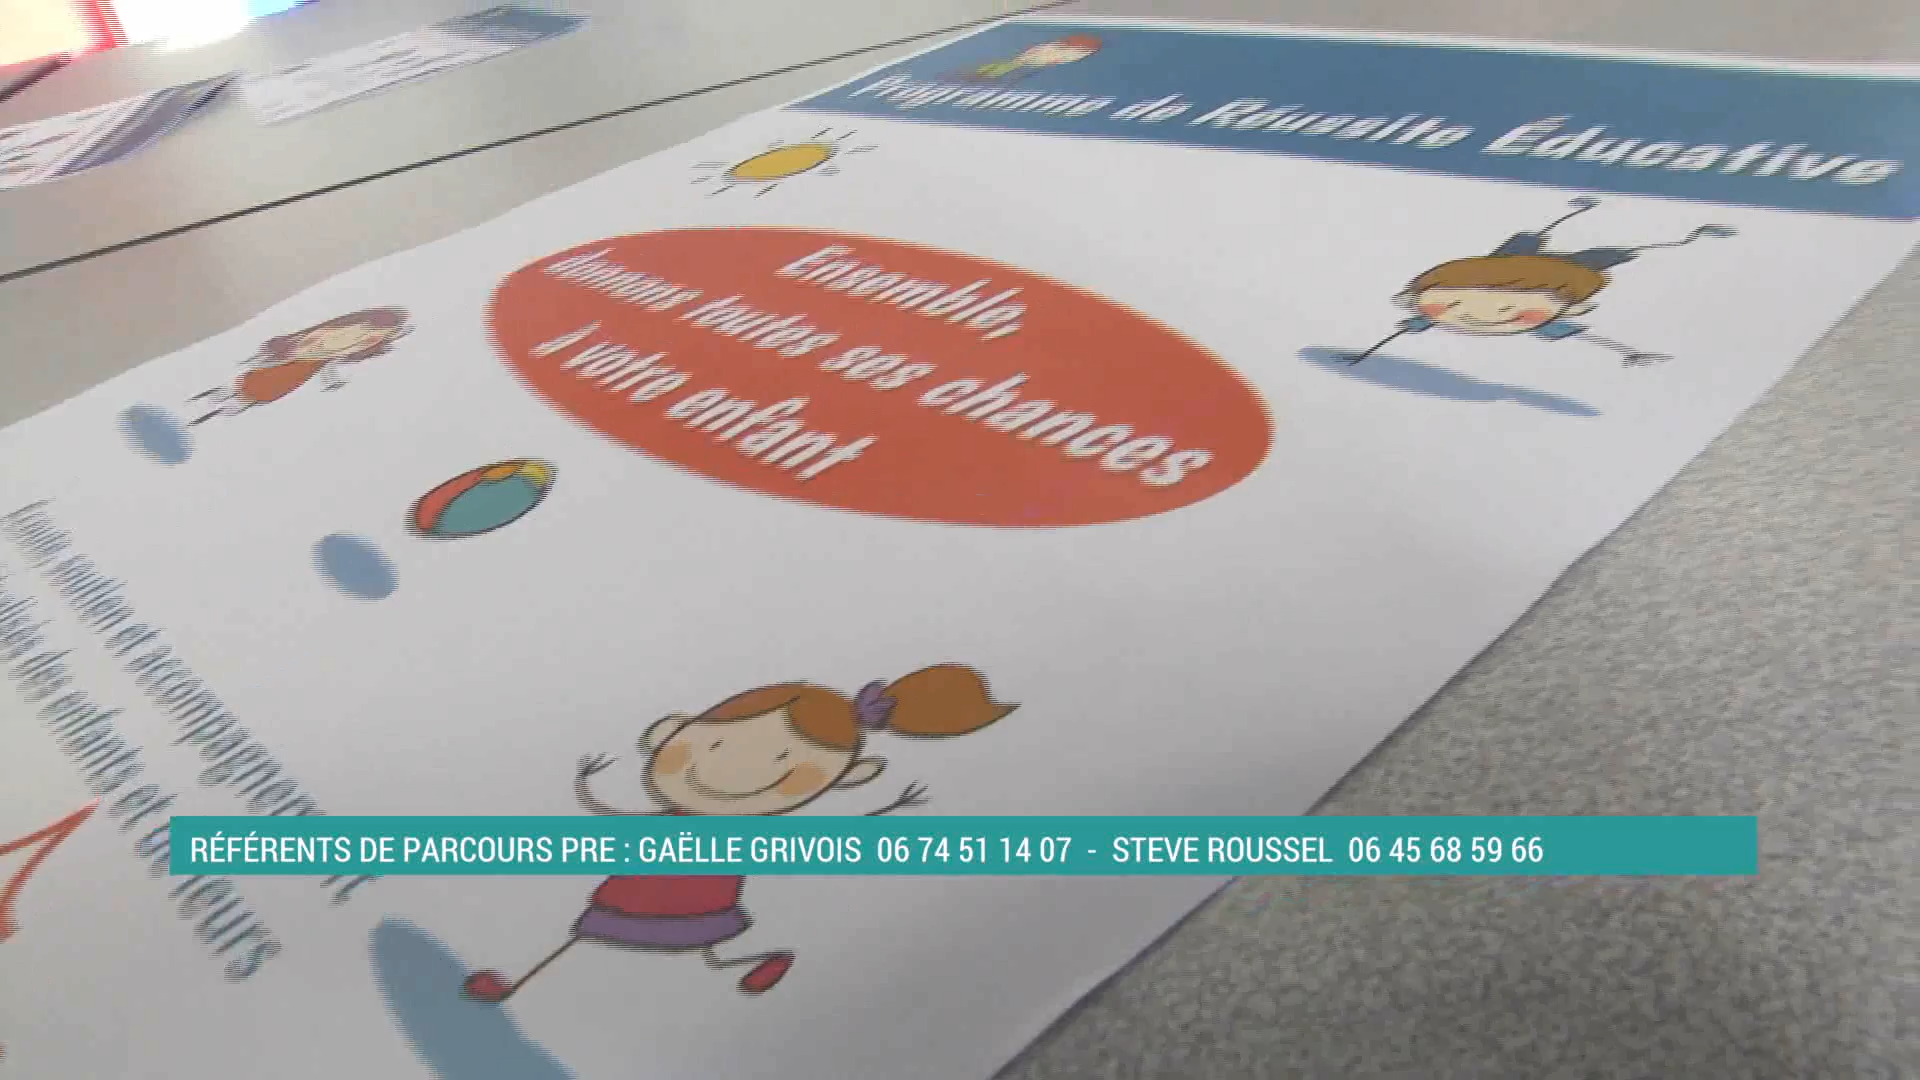 Programme de Réussite Éducative
Ensemble,
donnons toutes ses chances
à votre enfant
RÉFÉRENTS DE PARCOURS PRE : GAËLLE GRIVOIS 06 74 51 14 07 - STEVE ROUSSEL 06 45 68 59 66